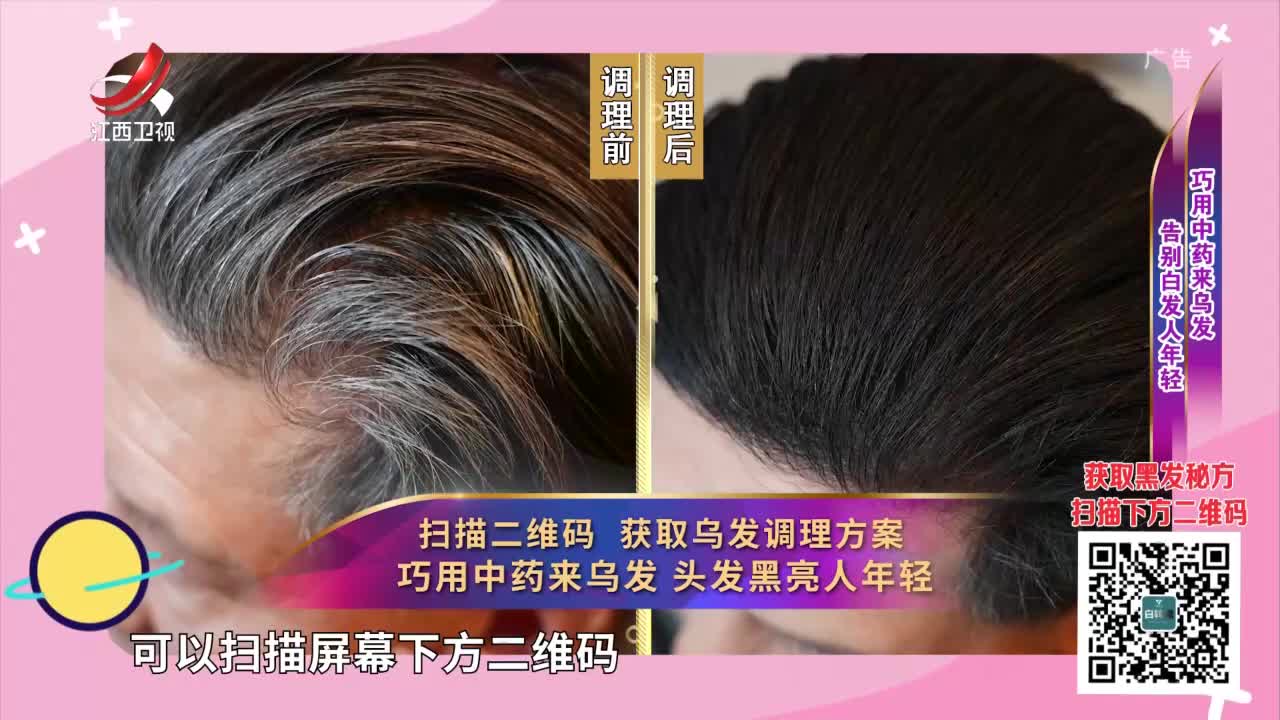 江西卫视
广告
调理前
调理后
巧用中药来乌发
告别白发人年轻
获取黑发秘方
扫描下方二维码
扫描二维码 获取乌发调理方案
巧用中药来乌发 头发黑亮人年轻
可以扫描屏幕下方二维码